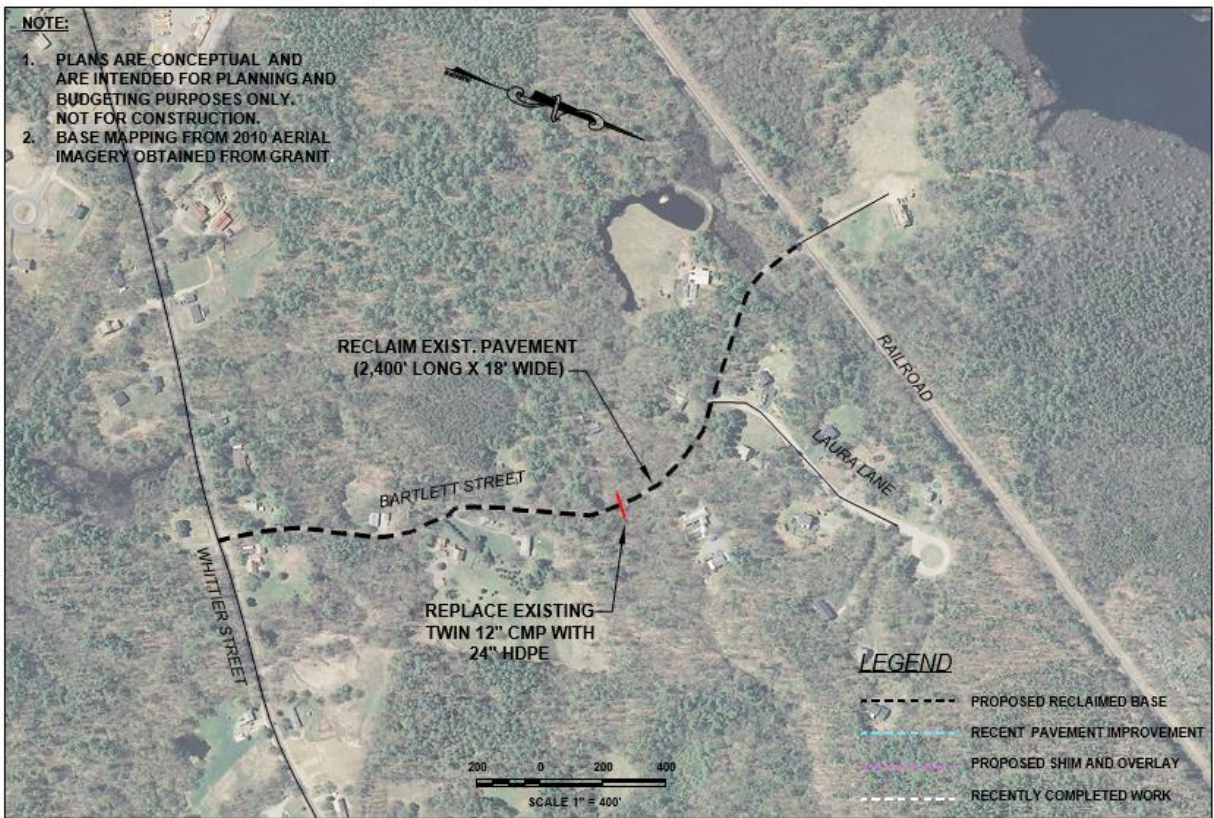 NOTE:
1. PLANS ARE CONCEPTUAL AND
ARE INTENDED FOR PLANNING AND
BUDGETING PURPOSES ONLY.
NOT FOR CONSTRUCTION.
2. BASE MAPPING FROM 2010 AERIAL
IMAGERY OBTAINED FROM GRANIT
RECLAIM EXIST. PAVEMENT
(2,400' LONG X 18' WIDE)
RAILROAD
LAURA LANE
BARTLETT STREET
WHITTIER STREET
REPLACE EXISTING
TWIN 12" CMP WITH
24" HDPE
LEGEND
PROPOSED RECLAIMED BASE
RECENT PAVEMENT IMPROVEMENT
PROPOSED SHIM AND OVERLAY
RECENTLY COMPLETED WORK
200 0 200 400
SCALE 1" = 400'